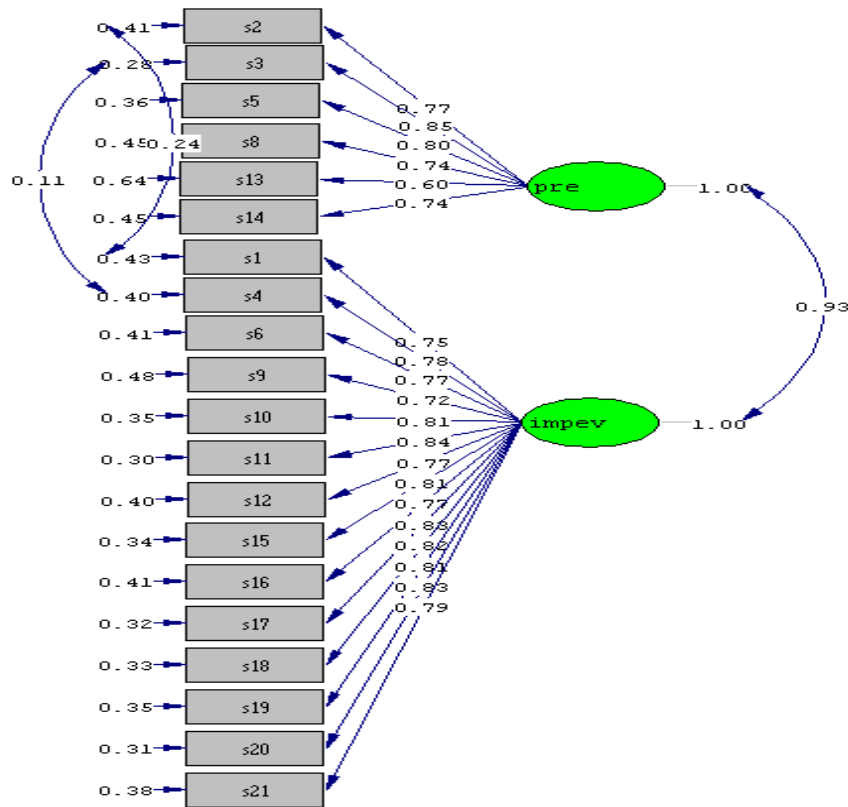 0.41 s2
0.28 s3
0.36 s5
0.45 0.24 s8
0.11 0.64 s13
0.45 s14
0.43 s1
0.40 s4
0.41 s6
0.48 s9
0.35 s10
0.30 s11
0.40 s12
0.34 s15
0.41 s16
0.32 s17
0.33 s18
0.35 s19
0.31 s20
0.38 s21
0.77
0.85
0.80
0.74
0.60
0.74
pre 1.00
0.93
0.75
0.78
0.77
0.72
0.81
0.84
0.77
0.81
0.77
0.83
0.82
0.81
0.83
0.79
impev 1.00